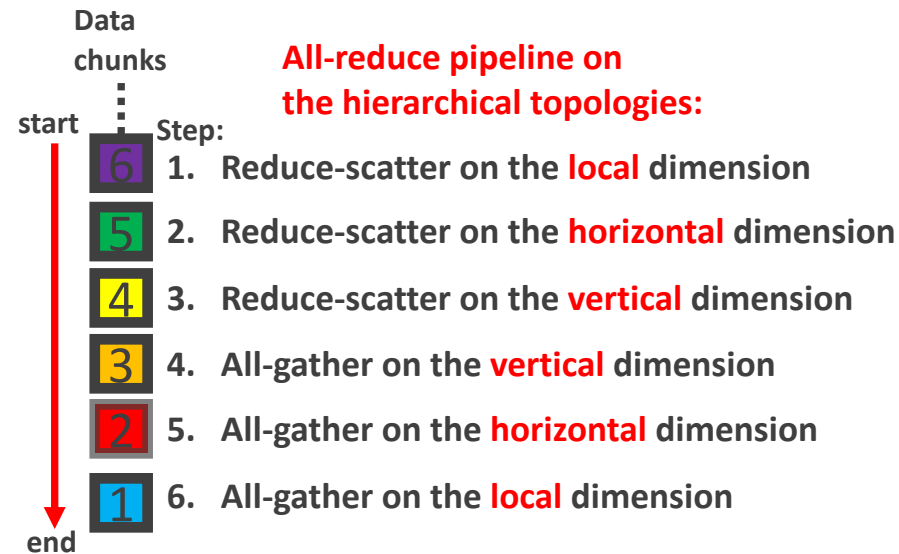 Data
chunks
All-reduce pipeline on
the hierarchical topologies:
start
Step:
6 1. Reduce-scatter on the local dimension
5 2. Reduce-scatter on the horizontal dimension
4 3. Reduce-scatter on the vertical dimension
3 4. All-gather on the vertical dimension
2 5. All-gather on the horizontal dimension
1 6. All-gather on the local dimension
end